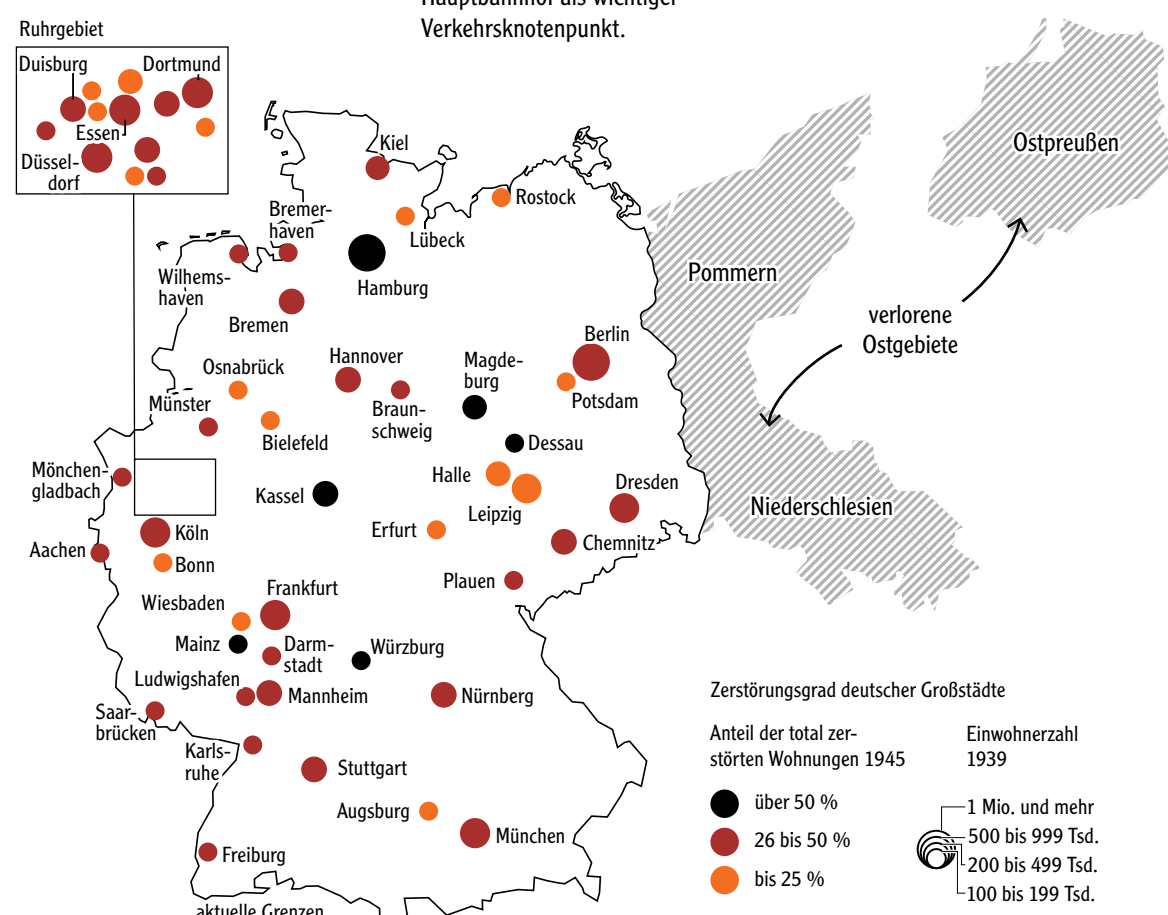 Hauptbahnhof als wichtiger
Verkehrsknotenpunkt.
Ruhrgebiet
Duisburg
Dortmund
Essen
Düssel-
dorf
Kiel
Rostock
Lübeck
Bremer-
haven
Hamburg
Wilhems-
haven
Bremen
Ostpreußen
Pommern
verlorene
Ostgebiete
Niederschlesien
Berlin
Potsdam
Hannover
Magde-
burg
Osnabrück
Braun-
schweig
Münster
Bielefeld
Dessau
Mönchen-
gladbach
Kassel
Halle
Leipzig
Dresden
Köln
Erfurt
Chemnitz
Aachen
Bonn
Plauen
Frankfurt
Wiesbaden
Mainz
Darm-
stadt
Würzburg
Ludwigshafen
Mannheim
Nürnberg
Saar-
brücken
Karls-
ruhe
Stuttgart
Augsburg
München
Freiburg
aktuelle Grenzen
Zerstörungsgrad deutscher Großstädte
Anteil der total zer-
störten Wohnungen 1945
über 50 %
26 bis 50 %
bis 25 %
Einwohnerzahl
1939
1 Mio. und mehr
500 bis 999 Tsd.
200 bis 499 Tsd.
100 bis 199 Tsd.